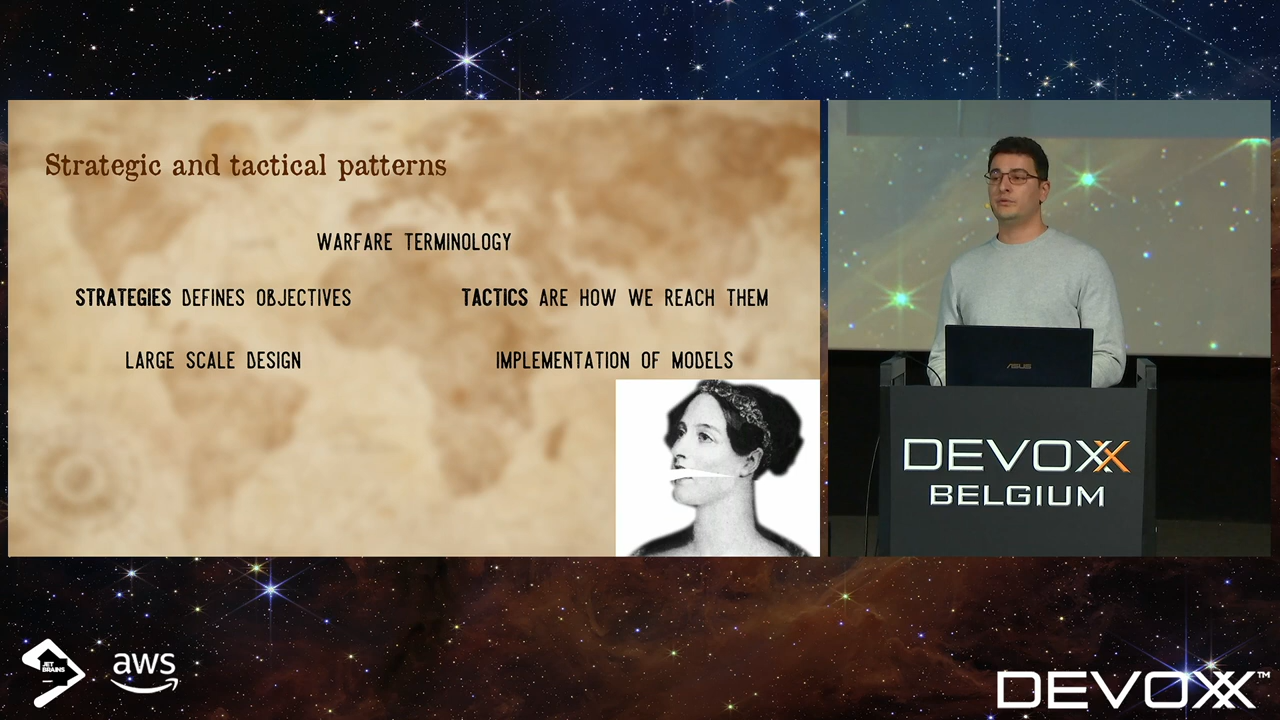 Strategic and tactical patterns
WARFARE TERMINOLOGY
STRATEGIES DEFINES OBJECTIVES
TACTICS ARE HOW WE REACH THEM
LARGE SCALE DESIGN
IMPLEMENTATION OF MODELS
ASUS
DEVOXX
BELGIUM
JET
BRAINS
aws
DEVOXX™